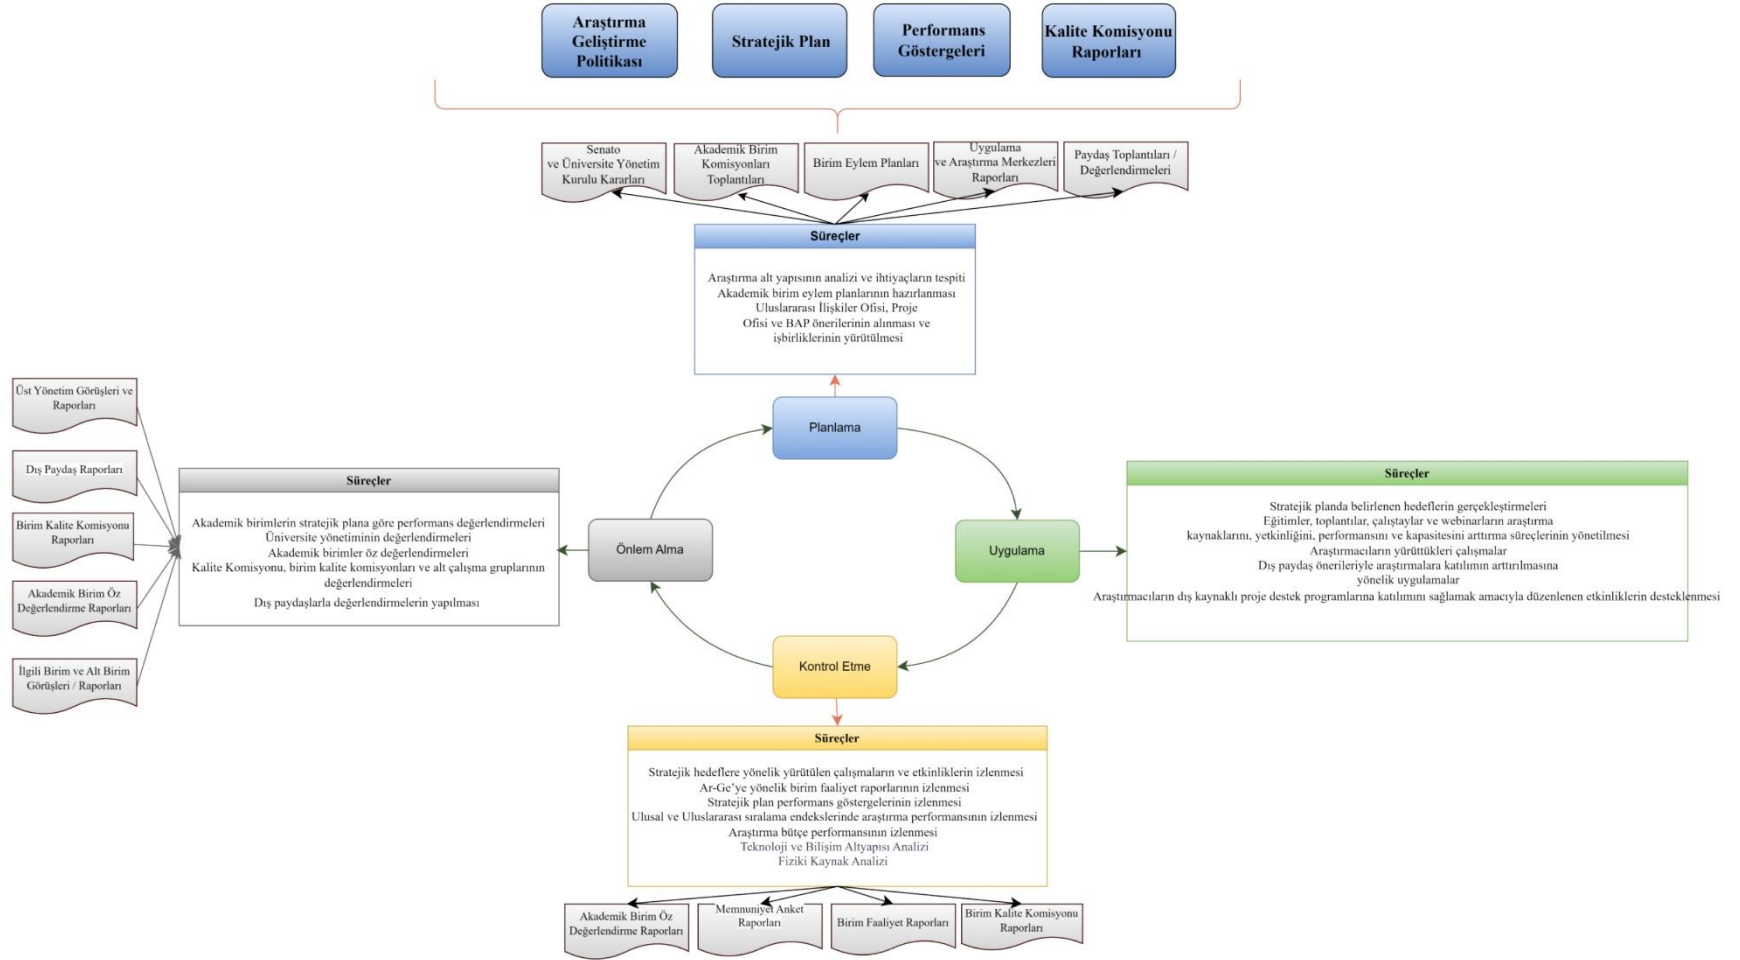 Araştırma
Geliştirme
Politikası
Stratejik Plan
Performans
Göstergeleri
Kalite Komisyonu
Raporları
Senato
ve Üniversite Yönetim
Kurulu Kararları
Akademik Birim
Komisyonları
Toplantıları
Birim Eylem Planları
Uygulama
ve Araştırma Merkezleri
Raporları
Paydaş Toplantıları /
Değerlendirmeleri
Süreçler
Araştırma alt yapısının analizi ve ihtiyaçların tespiti
Akademik birim eylem planlarının hazırlanması
Uluslararası İlişkiler Ofisi, Proje
Ofisi ve BAP önerilerinin alınması ve
işbirliklerinin yürütülmesi
Planlama
Üst Yönetim Görüşleri ve
Raporları
Dış Paydaş Raporları
Birim Kalite Komisyonu
Raporları
Akademik Birim Öz
Değerlendirme Raporları
İlgili Birim ve Alt Birim
Görüşleri / Raporları
Süreçler
Akademik birimlerin stratejik plana göre performans değerlendirmeleri
Üniversite yönetiminin değerlendirmeleri
Akademik birimler öz değerlendirmeleri
Kalite Komisyonu, birim kalite komisyonları ve alt çalışma gruplarının
değerlendirmeleri
Dış paydaşlarla değerlendirmelerin yapılması
Önlem Alma
Uygulama
Süreçler
Stratejik planda belirlenen hedeflerin gerçekleştirmeleri
Eğitimler, toplantılar, çalıştaylar ve webinarların araştırma
kaynaklarını, yetkinliğini, performansını ve kapasitesini arttırma süreçlerinin yönetilmesi
Araştırmacıların yürüttükleri çalışmalar
Dış paydaş önerileriyle araştırmalara katılımın arttırılmasına
yönelik uygulamalar
Araştırmacıların dış kaynaklı proje destek programlarına katılımını sağlamak amacıyla düzenlenen etkinliklerin desteklenmesi
Kontrol Etme
Süreçler
Stratejik hedeflere yönelik yürütülen çalışmaların ve etkinliklerin izlenmesi
Ar-Ge'ye yönelik birim faaliyet raporlarının izlenmesi
Stratejik plan performans göstergelerinin izlenmesi
Ulusal ve Uluslararası sıralama endekslerinde araştırma performansının izlenmesi
Araştırma bütçe performansının izlenmesi
Teknoloji ve Bilişim Altyapısı Analizi
Fiziki Kaynak Analizi
Akademik Birim Öz
Değerlendirme Raporları
Memnuniyet Anket
Raporları
Birim Faaliyet Raporları
Birim Kalite Komisyonu
Raporları